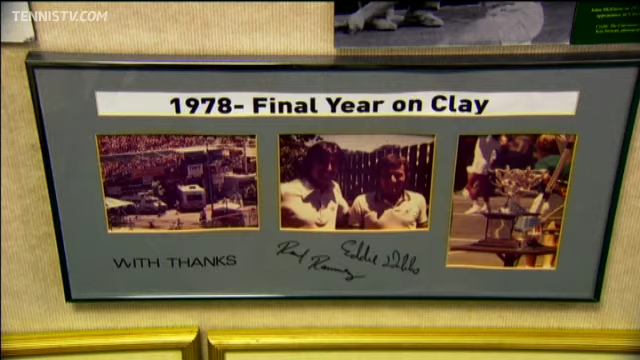 TENNISTV.COM
1978- Final Year on Clay
WITH THANKS
Raul Ramirez
Eddie Dibbs